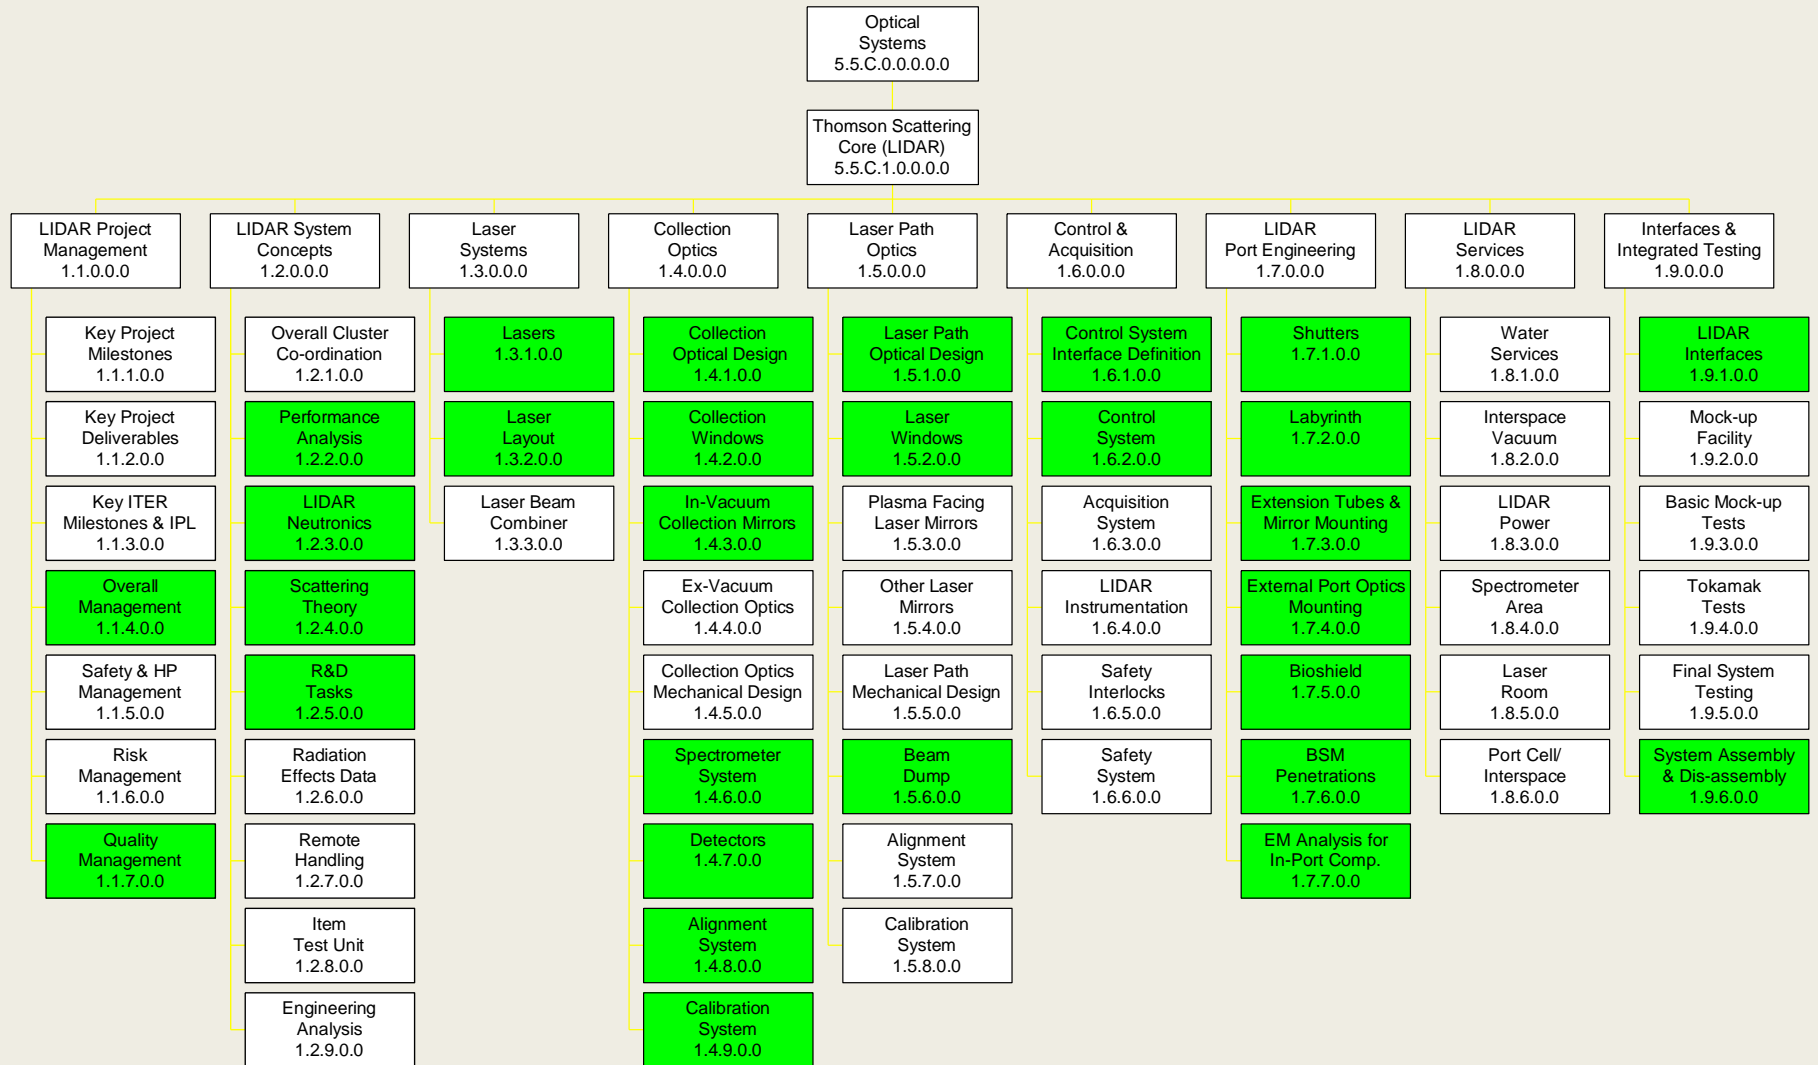 Optical
Systems
5.5.C.0.0.0.0.0
Thomson Scattering
Core (LIDAR)
5.5.C.1.0.0.0.0
LIDAR Project
Management
1.1.0.0.0
LIDAR System
Concepts
1.2.0.0.0
Laser
Systems
1.3.0.0.0
Collection
Optics
1.4.0.0.0
Laser Path
Optics
1.5.0.0.0
Control &
Acquisition
1.6.0.0.0
LIDAR
Port Engineering
1.7.0.0.0
LIDAR
Services
1.8.0.0.0
Interfaces &
Integrated Testing
1.9.0.0.0
Key Project
Milestones
1.1.1.0.0
Key Project
Deliverables
1.1.2.0.0
Key ITER
Milestones & IPL
1.1.3.0.0
Overall
Management
1.1.4.0.0
Safety & HP
Management
1.1.5.0.0
Risk
Management
1.1.6.0.0
Quality
Management
1.1.7.0.0
Overall Cluster
Co-ordination
1.2.1.0.0
Performance
Analysis
1.2.2.0.0
LIDAR
Neutronics
1.2.3.0.0
Scattering
Theory
1.2.4.0.0
R&D
Tasks
1.2.5.0.0
Radiation
Effects Data
1.2.6.0.0
Remote
Handling
1.2.7.0.0
Item
Test Unit
1.2.8.0.0
Engineering
Analysis
1.2.9.0.0
Lasers
1.3.1.0.0
Laser
Layout
1.3.2.0.0
Laser Beam
Combiner
1.3.3.0.0
Collection
Optical Design
1.4.1.0.0
Collection
Windows
1.4.2.0.0
In-Vacuum
Collection Mirrors
1.4.3.0.0
Ex-Vacuum
Collection Optics
1.4.4.0.0
Collection Optics
Mechanical Design
1.4.5.0.0
Spectrometer
System
1.4.6.0.0
Detectors
1.4.7.0.0
Alignment
System
1.4.8.0.0
Calibration
System
1.4.9.0.0
Laser Path
Optical Design
1.5.1.0.0
Laser
Windows
1.5.2.0.0
Plasma Facing
Laser Mirrors
1.5.3.0.0
Other Laser
Mirrors
1.5.4.0.0
Laser Path
Mechanical Design
1.5.5.0.0
Beam
Dump
1.5.6.0.0
Alignment
System
1.5.7.0.0
Calibration
System
1.5.8.0.0
Control System
Interface Definition
1.6.1.0.0
Control
System
1.6.2.0.0
Acquisition
System
1.6.3.0.0
LIDAR
Instrumentation
1.6.4.0.0
Safety
Interlocks
1.6.5.0.0
Safety
System
1.6.6.0.0
Shutters
1.7.1.0.0
Labyrinth
1.7.2.0.0
Extension Tubes &
Mirror Mounting
1.7.3.0.0
External Port Optics
Mounting
1.7.4.0.0
Bioshield
1.7.5.0.0
BSM
Penetrations
1.7.6.0.0
EM Analysis for
In-Port Comp.
1.7.7.0.0
Water
Services
1.8.1.0.0
Interspace
Vacuum
1.8.2.0.0
LIDAR
Power
1.8.3.0.0
Spectrometer
Area
1.8.4.0.0
Laser
Room
1.8.5.0.0
Port Cell/
Interspace
1.8.6.0.0
LIDAR
Interfaces
1.9.1.0.0
Mock-up
Facility
1.9.2.0.0
Basic Mock-up
Tests
1.9.3.0.0
Tokamak
Tests
1.9.4.0.0
Final System
Testing
1.9.5.0.0
System Assembly
& Dis-assembly
1.9.6.0.0